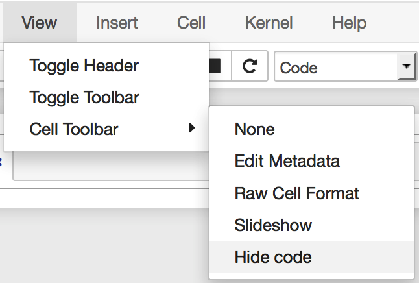 View Insert Cell Kernel Help
Toggle Header
Code
Toggle Toolbar
Cell Toolbar
None
Edit Metadata
Raw Cell Format
Slideshow
Hide code